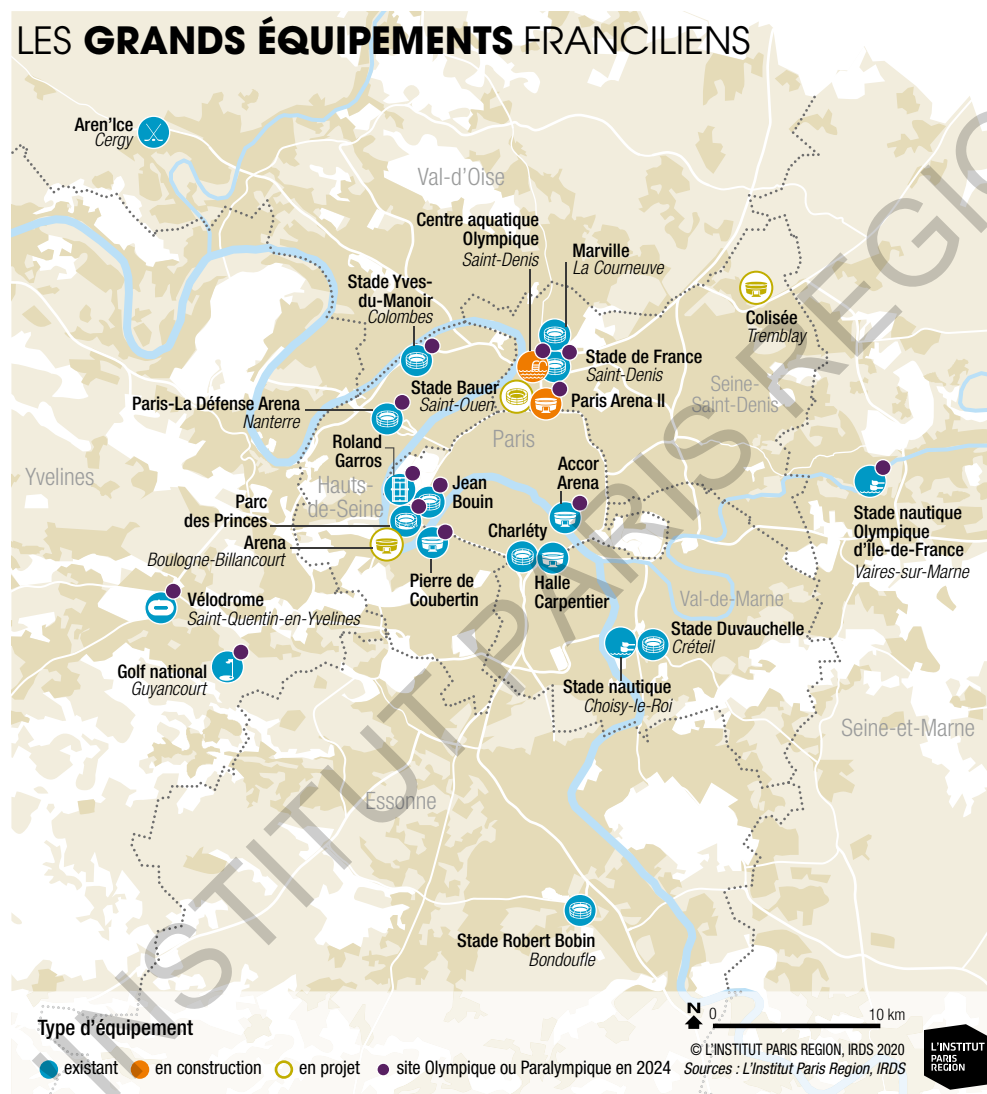 LES GRANDS ÉQUIPEMENTS FRANCILIENS
Aren'Ice
Cergy
Val-d'Oise
Centre aquatique
Olympique
Saint-Denis
Marville
La Courneuve
Stade Yves-
du-Manoir
Colombes
Colisée
Tremblay
Stade de France
Saint-Denis
Stade Bauer
Saint-Ouen
Paris Arena II
Seine-
Saint-Denis
Paris-La Défense Arena
Nanterre
Paris
Roland
Garros
Yvelines
Hauts-
de-Seine
Jean
Bouin
Accor
Arena
Parc
des Princes
Stade nautique
Olympique
d'Île-de-France
Vaires-sur-Marne
Arena
Boulogne-Billancourt
Charléty
Pierre de
Coubertin
Halle
Carpentier
Vélodrome
Saint-Quentin-en-Yvelines
Val-de-Marne
Stade Duvauchelle
Créteil
Golf national
Guyancourt
Stade nautique
Choisy-le-Roi
Seine-et-Marne
Essonne
Stade Robert Bobin
Bondoufle
Type d'équipement
existant
en construction
en projet
site Olympique ou Paralympique en 2024
N
0
10 km
© L'INSTITUT PARIS REGION, IRDS 2020
Sources : L'Institut Paris Region, IRDS
L'INSTITUT
PARIS
REGION
L'INSTITUT PARIS REGIO